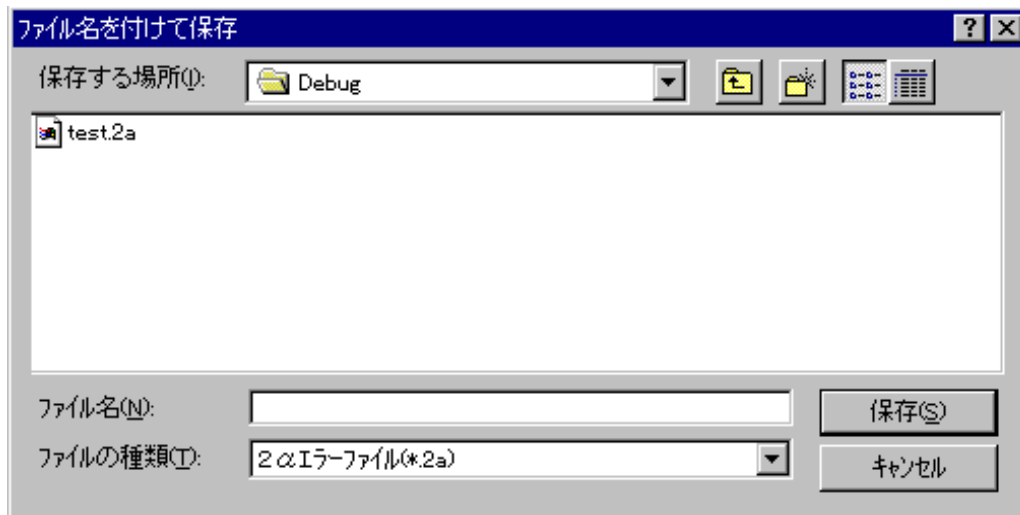 ファイル名を付けて保存
保存する場所(I): Debug
test.2a
ファイル名(N):
保存(S)
ファイルの種類(T): 2αエラーファイル(*.2a)
キャンセル